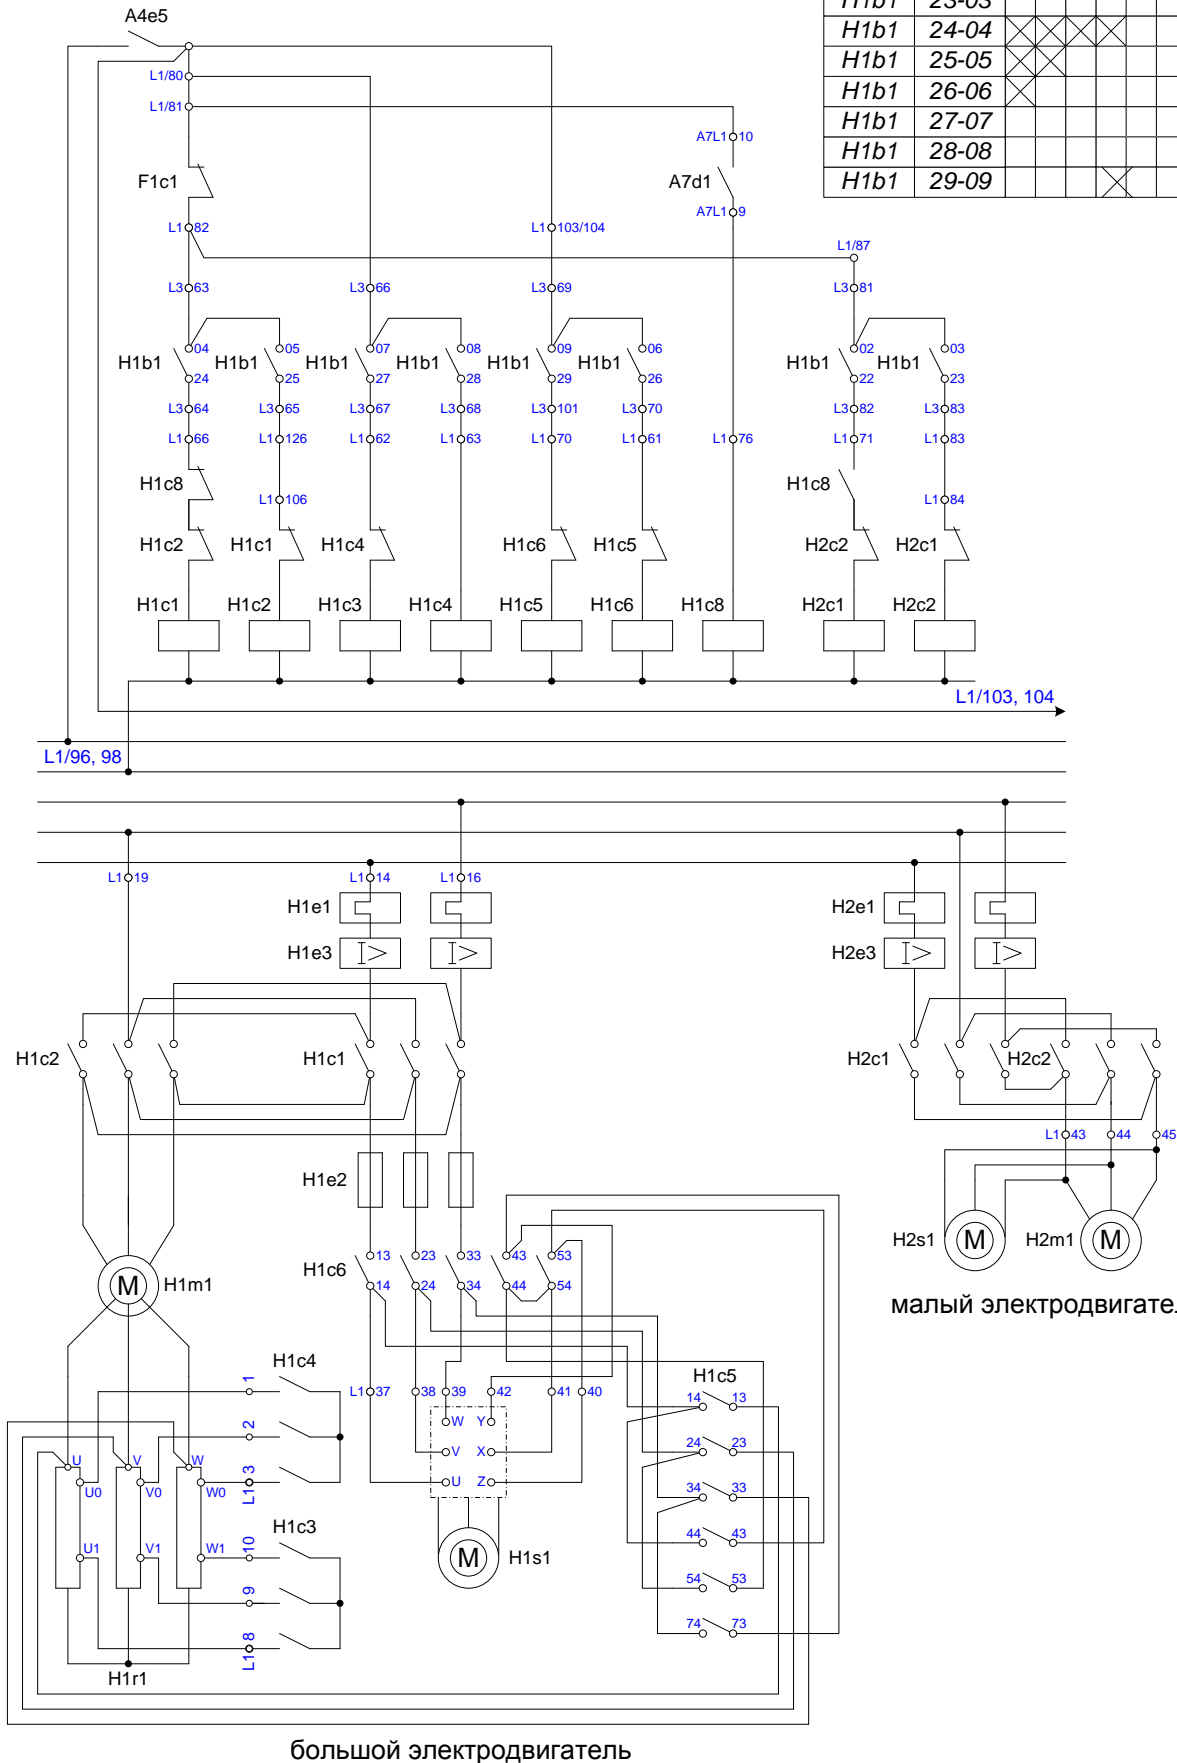 A4e5
H1b1 23-03
H1b1 24-04
H1b1 25-05
H1b1 26-06
H1b1 27-07
H1b1 28-08
H1b1 29-09
L1/80
L1/81
A7L1 10
F1c1 A7d1
A7L1 9
L1 82 L1 103/104
L1/87
L3 63 L3 66 L3 69 L3 81
04 05 07 08 09 06 02 03
H1b1 H1b1 H1b1 H1b1 H1b1 H1b1 H1b1 H1b1
24 25 27 28 29 26 22 23
L3 64 L3 65 L3 67 L3 68 L3 101 L3 70 L3 82 L3 83
L1 66 L1 126 L1 62 L1 63 L1 70 L1 61 L1 76 L1 71 L1 83
H1c8 H1c8
L1 106 L1 84
H1c2 H1c1 H1c4 H1c6 H1c5 H2c2 H2c1
H1c1 H1c2 H1c3 H1c4 H1c5 H1c6 H1c8 H2c1 H2c2
L1/103, 104
L1/96, 98
L1 19 L1 14 L1 16
H1e1 H2e1
H1e3 I> I> H2e3 I> I>
H1c2 H1c1 H2c1 H2c2
L1 43 44 45
H1e2
H2s1 M H2m1 M
13 23 33 43 53
H1c6
14 24 34 44 54
M H1m1
малый электродвигател
H1c4 H1c5
1 L1 37 38 39 42 41 40
14 13
2 W Y
24 23
U V W V X
3 L1 U0 V0 W0 U Z
34 33
H1c3
10 U1 V1 W1
44 43
M H1s1
9 54 53
8 L1 74 73
H1r1
большой электродвигатель